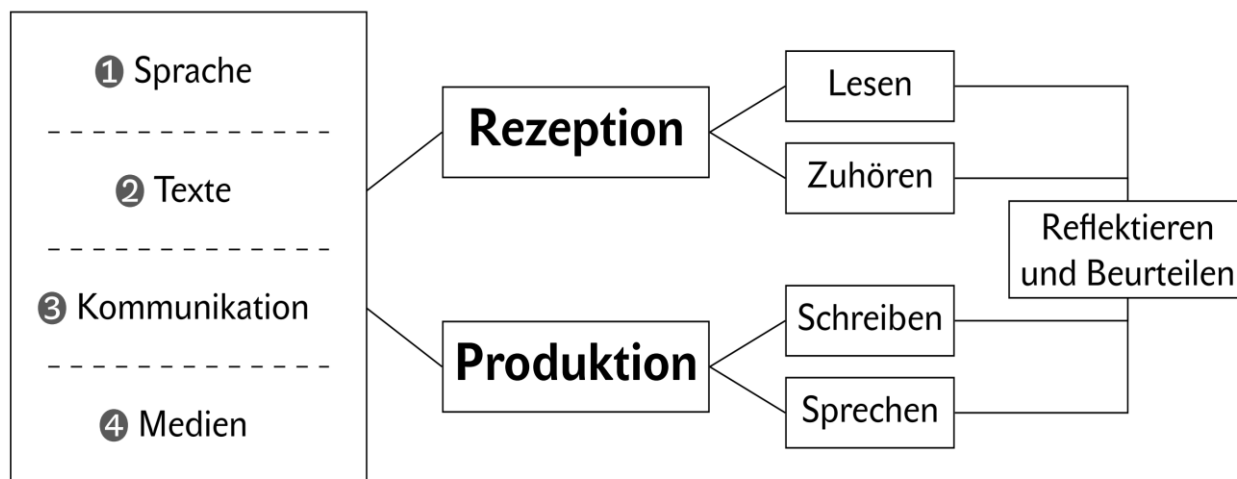 ❶ Sprache
❷ Texte
❸ Kommunikation
❹ Medien
Rezeption
Produktion
Lesen
Zuhören
Schreiben
Sprechen
Reflektieren
und Beurteilen